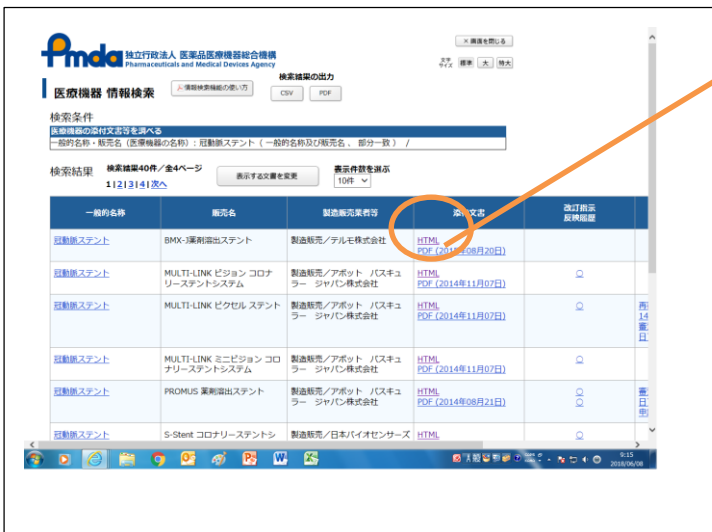 × 画面を閉じる
Pmda 独立行政法人 医薬品医療機器総合機構
Pharmaceuticals and Medical Devices Agency
文字サイズ 標準 大 特大
医療機器 情報検索
情報検索機能の使い方
検索結果の出力
CSV PDF
検索条件
医療機器の添付文書等を調べる
一般的名称・販売名（医療機器の名称）: 冠動脈ステント（ 一般的名称及び販売名 、 部分一致 ） /
検索結果 検索結果40件/全4ページ
1|2|3|4|次へ
表示する文書を変更
表示件数を選ぶ
10件
一般的名称 販売名 製造販売業者等 添付文書 改訂指示反映履歴
冠動脈ステント BMX-J薬剤溶出ステント 製造販売／テルモ株式会社 HTML
PDF (201 年08月20日)
冠動脈ステント MULTI-LINK ビジョン コロナ 製造販売／アボット バスキュ HTML ○
リーステントシステム ラー ジャパン株式会社 PDF (2014年11月07日)
冠動脈ステント MULTI-LINK ピクセル ステント 製造販売／アボット バスキュ HTML ○
ラー ジャパン株式会社 PDF (2014年11月07日)
14
日
冠動脈ステント MULTI-LINK ミニビジョン コロ 製造販売／アボット バスキュ HTML ○
ナリーステントシステム ラー ジャパン株式会社 PDF (2014年11月07日)
冠動脈ステント PROMUS 薬剤溶出ステント 製造販売／アボット バスキュ HTML ○
ラー ジャパン株式会社 PDF (2014年08月21日) ○
日
冠動脈ステント S-Stent コロナリーステントシ 製造販売／日本バイオセンサーズ HTML ○
9:15
2018/06/08